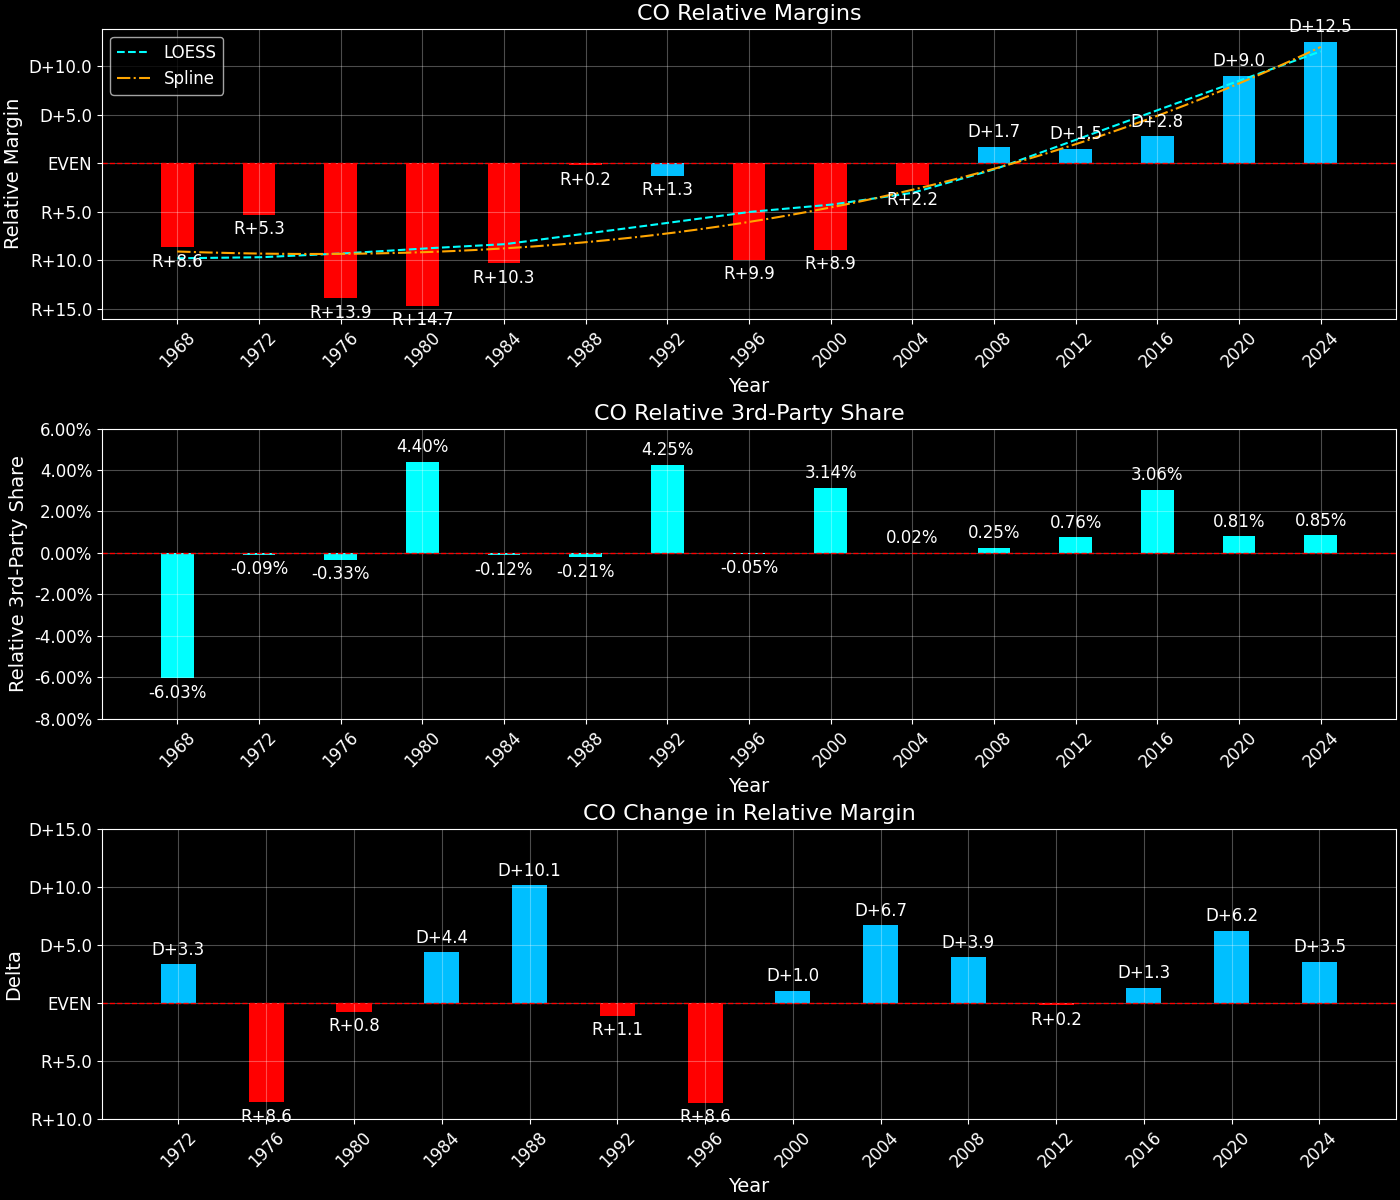 CO Relative Margins
LOESS
Spline
Relative Margin
D+10.0
D+5.0
EVEN
R+5.0
R+10.0
R+15.0
R+8.6
R+5.3
R+13.9
R+14.7
R+10.3
R+0.2
R+1.3
R+9.9
R+8.9
R+2.2
D+1.7
D+1.5
D+2.8
D+9.0
D+12.5
1968
1972
1976
1980
1984
1988
1992
1996
2000
2004
2008
2012
2016
2020
2024
Year
CO Relative 3rd-Party Share
Relative 3rd-Party Share
6.00%
4.00%
2.00%
0.00%
-2.00%
-4.00%
-6.00%
-8.00%
-6.03%
-0.09%
-0.33%
4.40%
-0.12%
-0.21%
4.25%
-0.05%
3.14%
0.02%
0.25%
0.76%
3.06%
0.81%
0.85%
1968
1972
1976
1980
1984
1988
1992
1996
2000
2004
2008
2012
2016
2020
2024
Year
CO Change in Relative Margin
Delta
D+15.0
D+10.0
D+5.0
EVEN
R+5.0
R+10.0
D+3.3
R+8.6
R+0.8
D+4.4
D+10.1
R+1.1
R+8.6
D+1.0
D+6.7
D+3.9
R+0.2
D+1.3
D+6.2
D+3.5
1972
1976
1980
1984
1988
1992
1996
2000
2004
2008
2012
2016
2020
2024
Year